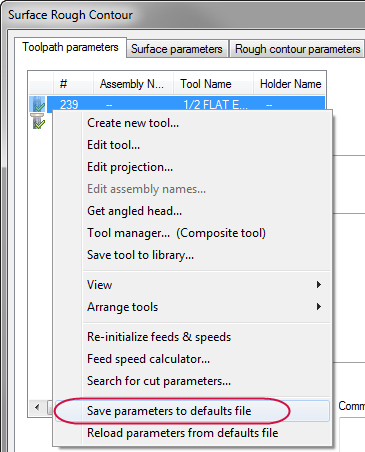 Surface Rough Contour
Toolpath parameters Surface parameters Rough contour parameters
# Assembly N... Tool Name Holder Name
239 -- 1/2 FLAT E... --
Create new tool...
Edit tool...
Edit projection...
Edit assembly names...
Get angled head...
Tool manager... (Composite tool)
Save tool to library...
View
Arrange tools
Re-initialize feeds & speeds
Feed speed calculator...
Search for cut parameters...
Save parameters to defaults file
Comm
Reload parameters from defaults file